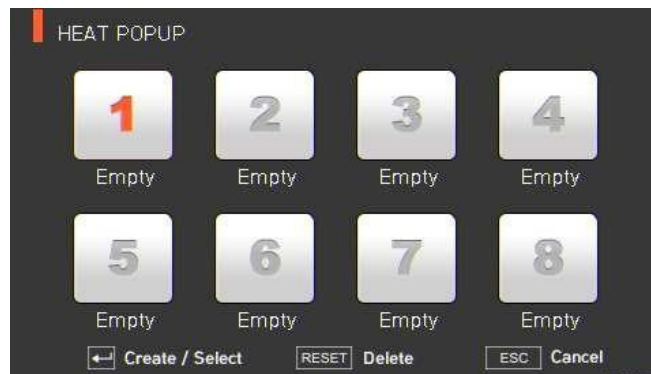 HEAT POPUP
1 2 3 4
Empty Empty Empty Empty
5 6 7 8
Empty Empty Empty Empty
Create / Select RESET Delete ESC Cancel